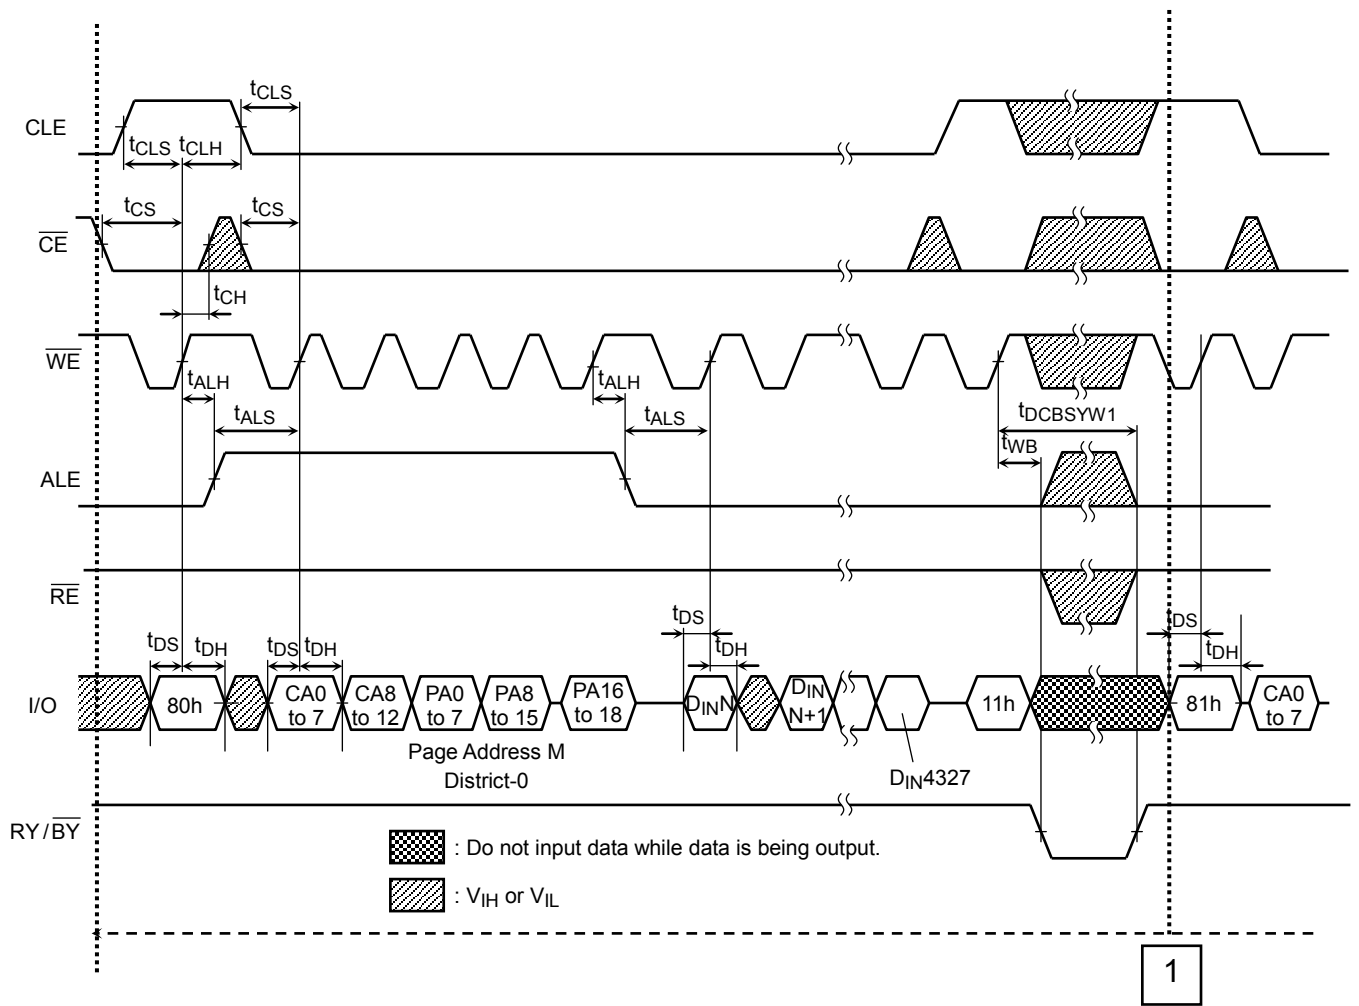 tCLS
CLE
tCLS tCLH
tCS tCS
CE
tCH
WE
tALH tALH
tDCBSYW1
tALS tALS
tWB
ALE
RE
tDS tDS
tDS tDH tDS tDH tDH tDH
I/O 80h CA0 to 7 CA8 to 12 PA0 to 7 PA8 to 15 PA16 to 18 DINN DIN N+1 11h 81h CA0 to 7
Page Address M
District-0
DIN4327
RY/BY
: Do not input data while data is being output.
: VIH or VIL
1